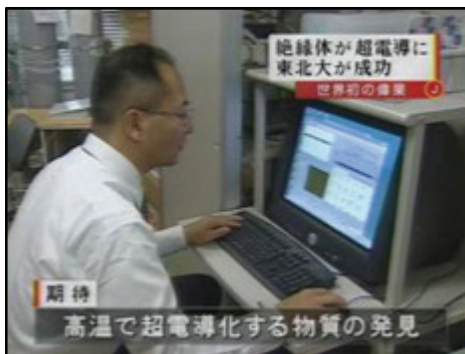 絶縁体が超電導に
東北大が成功
世界初の偉業
期待
高温で超電導化する物質の発見